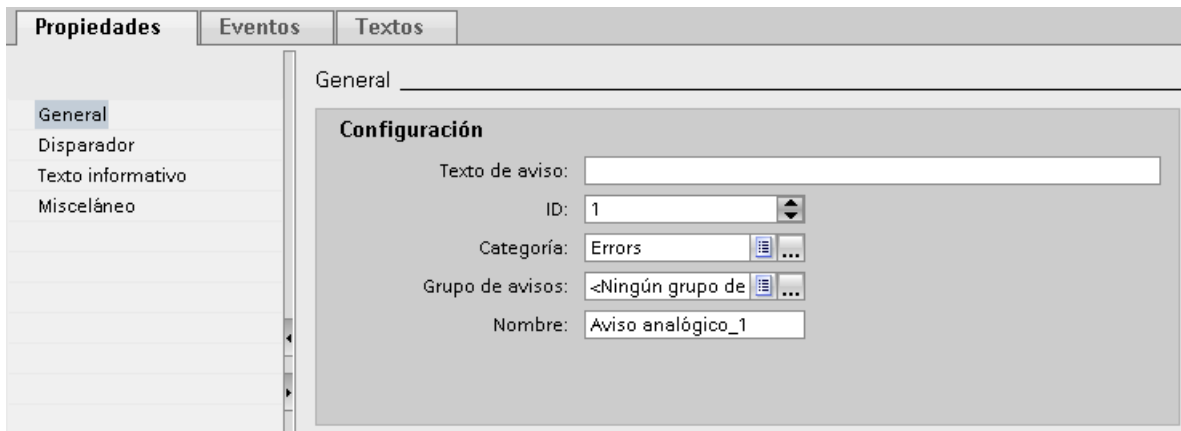 Propiedades
Eventos
Textos
General
Disparador
Texto informativo
Misceláneo
General
Configuración
Texto de aviso:
ID: 1
Categoría: Errors ...
Grupo de avisos: <Ningún grupo de ...
Nombre: Aviso analógico_1